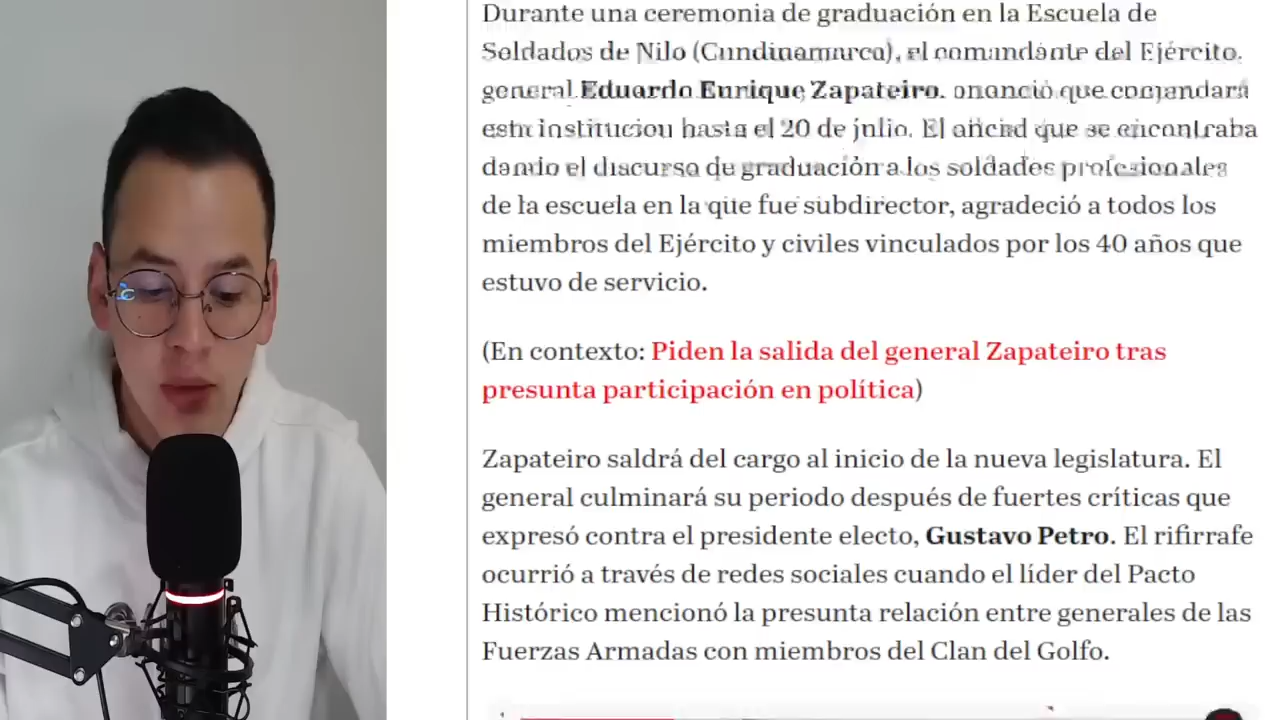 Durante una ceremonia de graduación en la Escuela de
Soldados de Nilo (Cundinamarca), el comandante del Ejército,
general Eduardo Enrique Zapateiro, anunció que comandará
esta institución hasta el 20 de julio. El oficial que se encontraba
dando el discurso de graduación a los soldados profesionales
de la escuela en la que fue subdirector, agradeció a todos los
miembros del Ejército y civiles vinculados por los 40 años que
estuvo de servicio.
(En contexto: Piden la salida del general Zapateiro tras
presunta participación en política)
Zapateiro saldrá del cargo al inicio de la nueva legislatura. El
general culminará su periodo después de fuertes críticas que
expresó contra el presidente electo, Gustavo Petro. El rifirrafe
ocurrió a través de redes sociales cuando el líder del Pacto
Histórico mencionó la presunta relación entre generales de las
Fuerzas Armadas con miembros del Clan del Golfo.